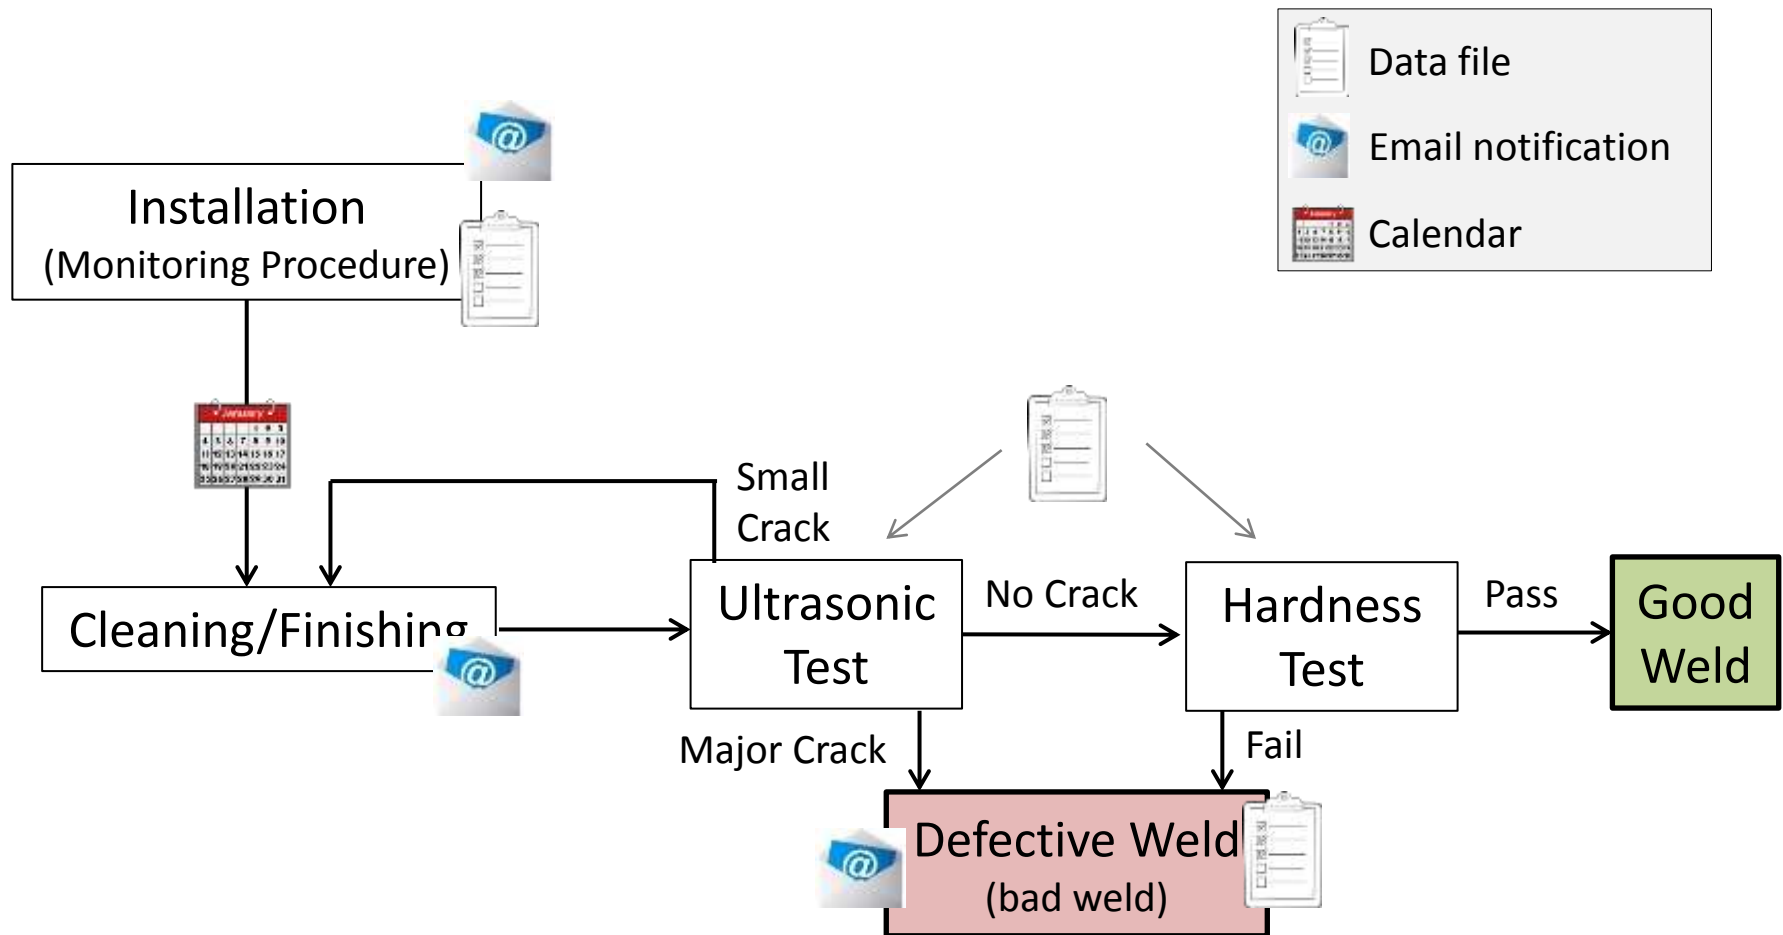 Data file
Email notification
Calendar
Installation
(Monitoring Procedure)
January
Small
Crack
Cleaning/Finishing
Ultrasonic
Test
No Crack
Hardness
Test
Pass
Good
Weld
Major Crack
Fail
Defective Weld
(bad weld)